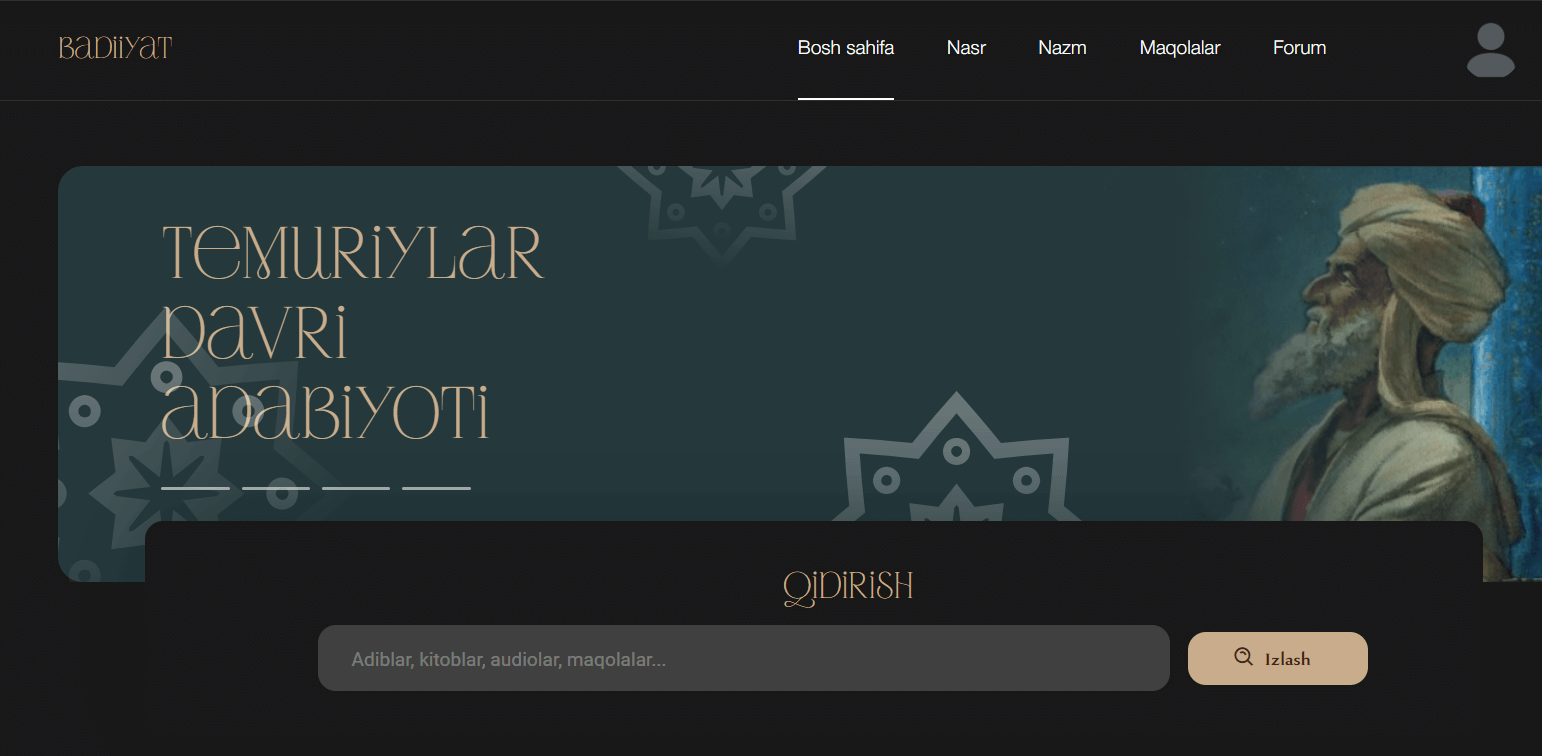 BADIIYAT
Bosh sahifa Nasr Nazm Maqolalar Forum
TEMURIYLAR
DAVRI
ADABIYOTI
QIDIRISH
Adiblar, kitoblar, audiolar, maqolalar...
Izlash